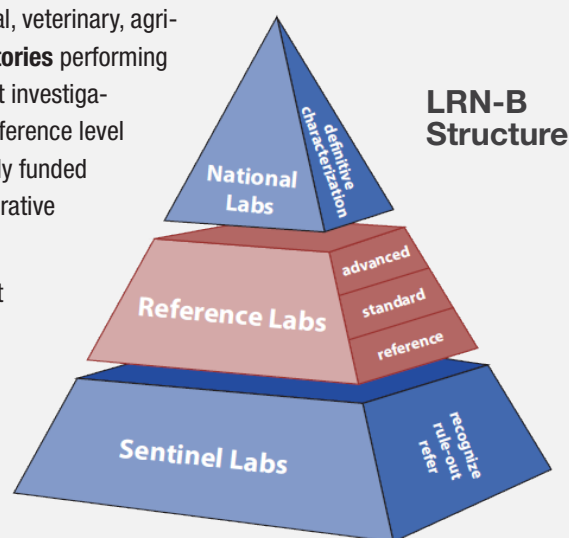 al, veterinary, agri-
tories performing
t investiga-
ference level
ly funded
rative
t
LRN-B
Structure
National
Labs
definitive
characterization
Reference Labs
advanced
standard
reference
Sentinel Labs
recognize
rule-out
refer